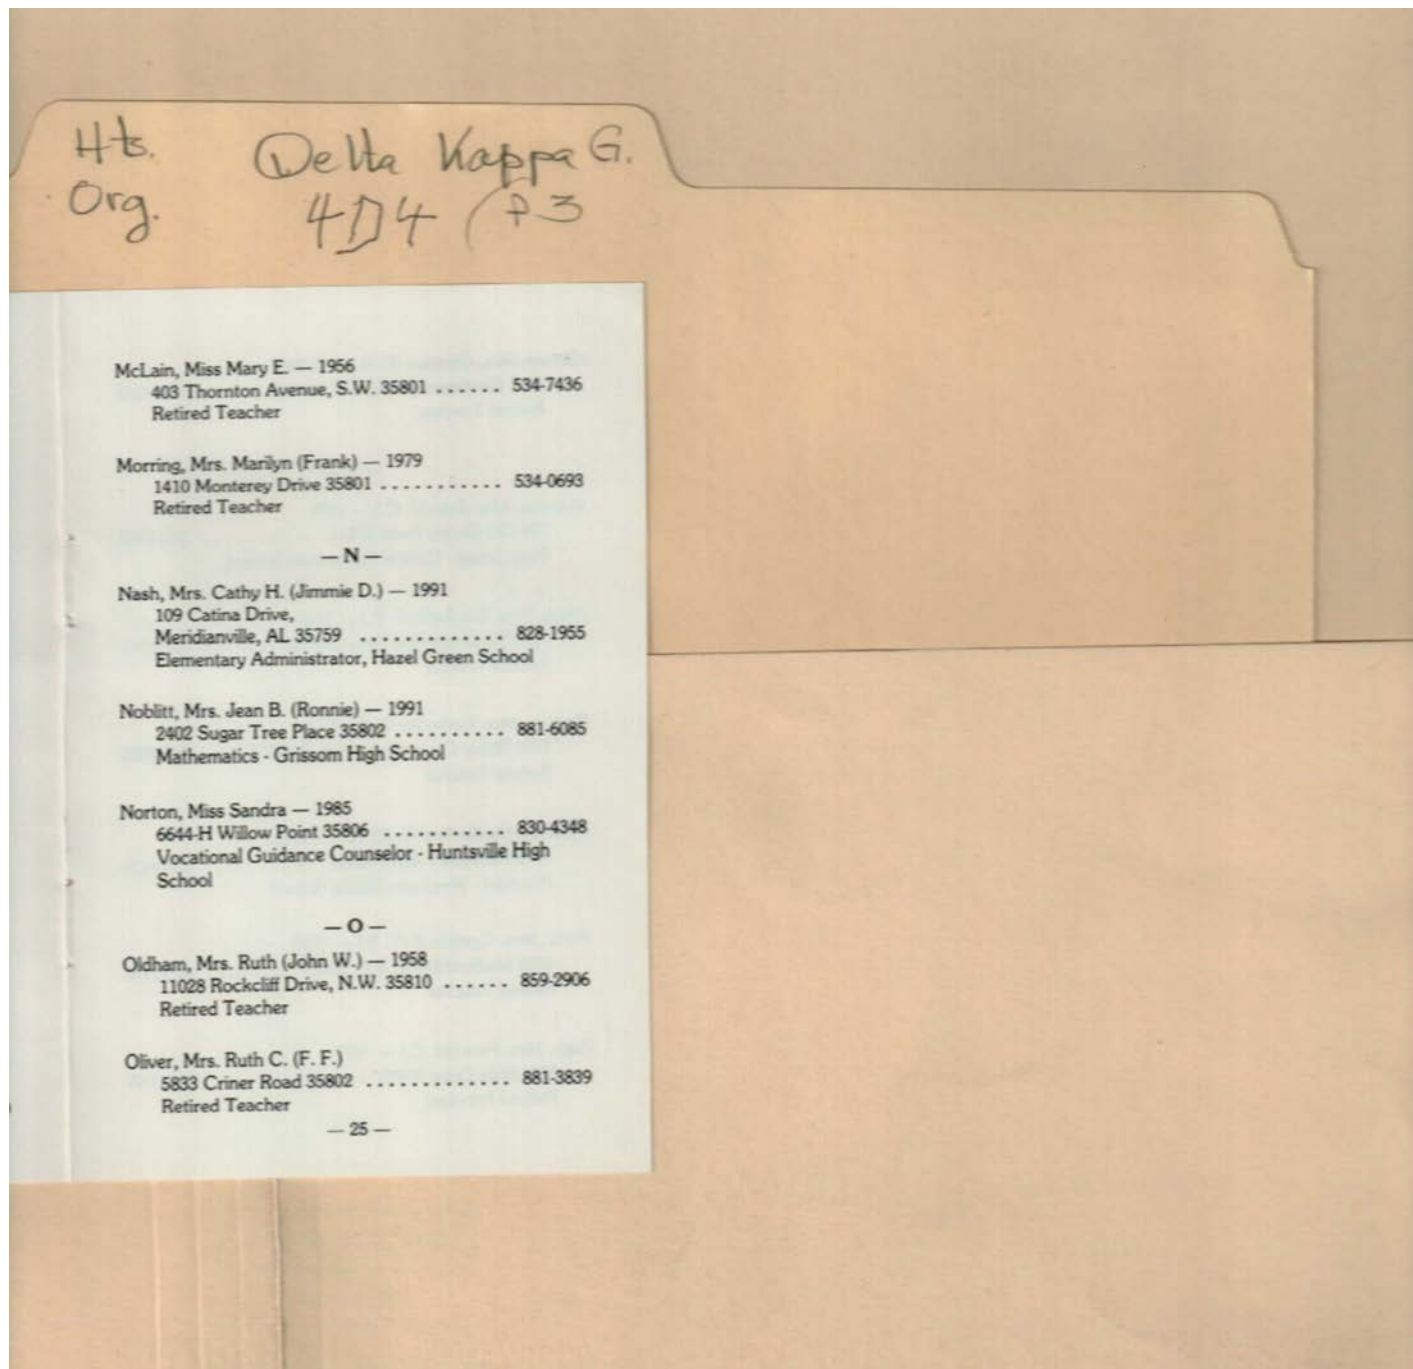 Hts. Delta Kappa G.
Org. 4D4 (P3
McLain, Miss Mary E. — 1956
403 Thornton Avenue, S.W. 35801 ...... 534-7436
Retired Teacher
Morring, Mrs. Marilyn (Frank) — 1979
1410 Monterey Drive 35801 ........... 534-0693
Retired Teacher
— N —
Nash, Mrs. Cathy H. (Jimmie D.) — 1991
109 Catina Drive,
Meridianville, AL 35759 ............. 828-1955
Elementary Administrator, Hazel Green School
Noblitt, Mrs. Jean B. (Ronnie) — 1991
2402 Sugar Tree Place 35802 .......... 881-6085
Mathematics - Grissom High School
Norton, Miss Sandra — 1985
6644-H Willow Point 35806 ........... 830-4348
Vocational Guidance Counselor - Huntsville High
School
— O —
Oldham, Mrs. Ruth (John W.) — 1958
11028 Rockcliff Drive, N.W. 35810 ...... 859-2906
Retired Teacher
Oliver, Mrs. Ruth C. (F. F.)
5833 Criner Road 35802 ............. 881-3839
Retired Teacher
— 25 —